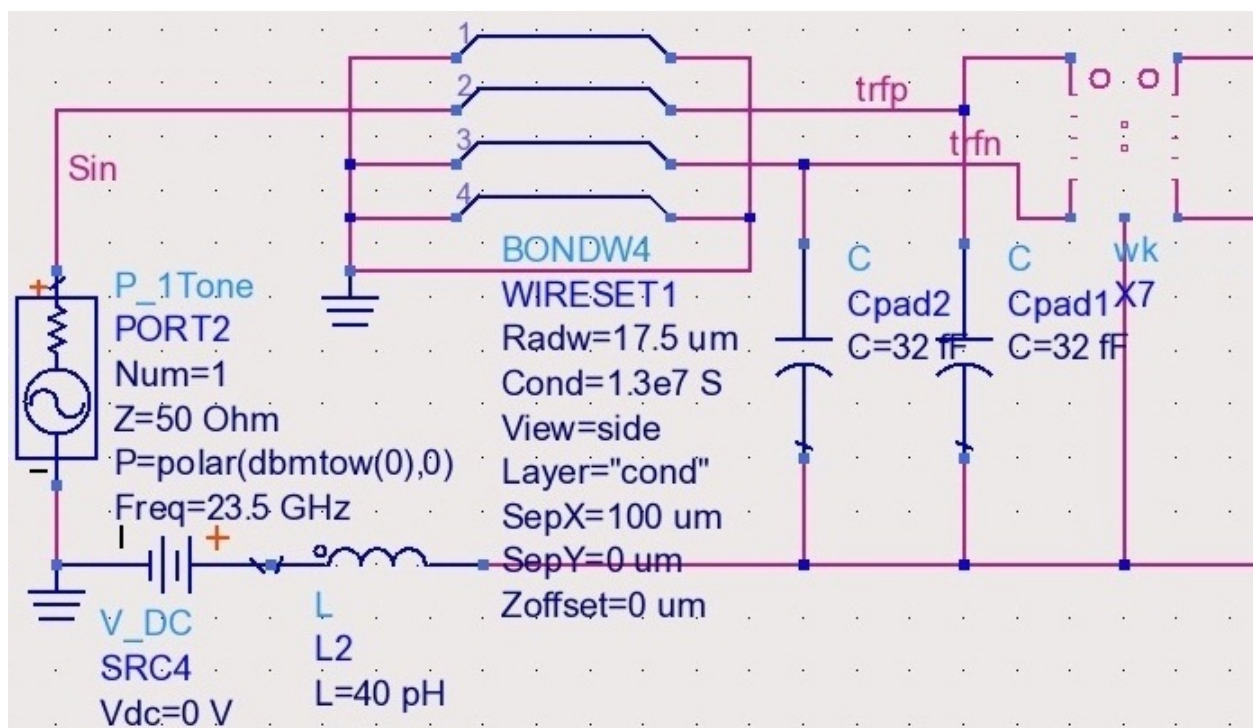 1
2
trfp
3
trfn
Sin
4
BONDW4
WIRESET1
Radw=17.5 um
Cond=1.3e7 S
View=side
Layer="cond"
SepX=100 um
SepY=0 um
Zoffset=0 um
P_1Tone
PORT2
Num=1
Z=50 Ohm
P=polar(dbmtow(0),0)
Freq=23.5 GHz
C
Cpad2
C=32 fF
C
Cpad1
C=32 fF
wk
X7
V_DC
SRC4
Vdc=0 V
L
L2
L=40 pH